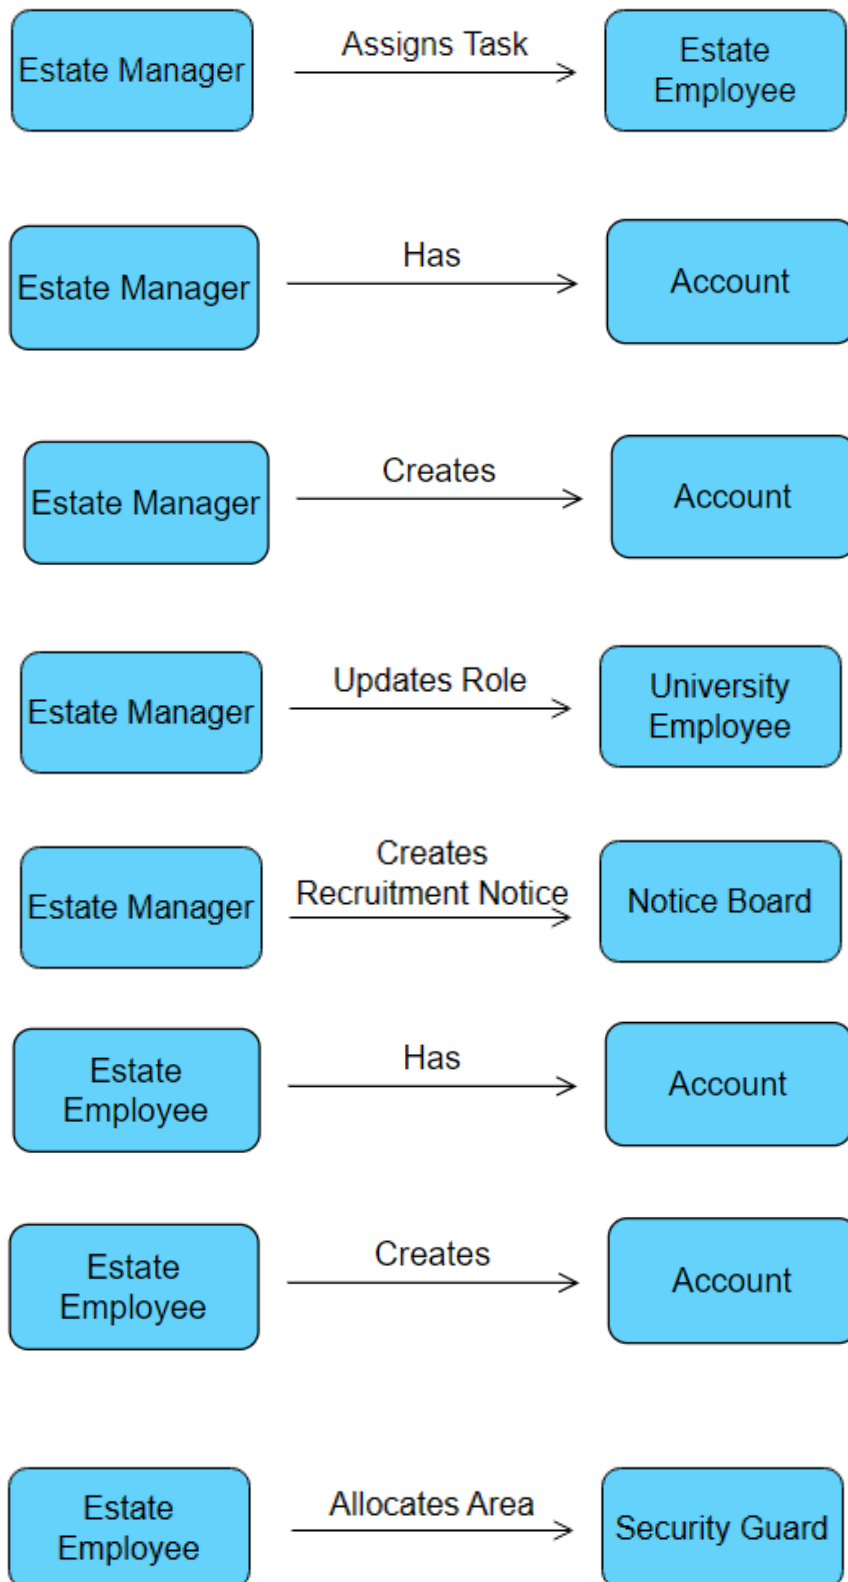 Estate Manager
Assigns Task
Estate
Employee
Estate Manager
Has
Account
Estate Manager
Creates
Account
Estate Manager
Updates Role
University
Employee
Estate Manager
Creates
Recruitment Notice
Notice Board
Estate
Employee
Has
Account
Estate
Employee
Creates
Account
Estate
Employee
Allocates Area
Security Guard